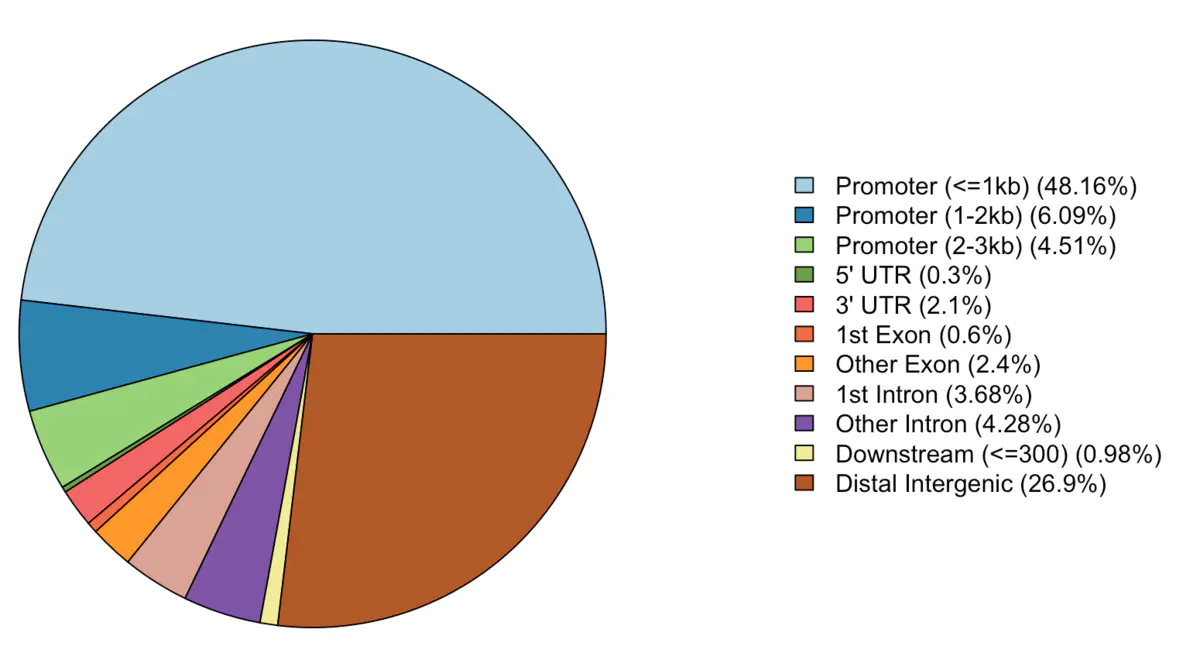 Promoter (<=1kb) (48.16%)
Promoter (1-2kb) (6.09%)
Promoter (2-3kb) (4.51%)
5' UTR (0.3%)
3' UTR (2.1%)
1st Exon (0.6%)
Other Exon (2.4%)
1st Intron (3.68%)
Other Intron (4.28%)
Downstream (<=300) (0.98%)
Distal Intergenic (26.9%)